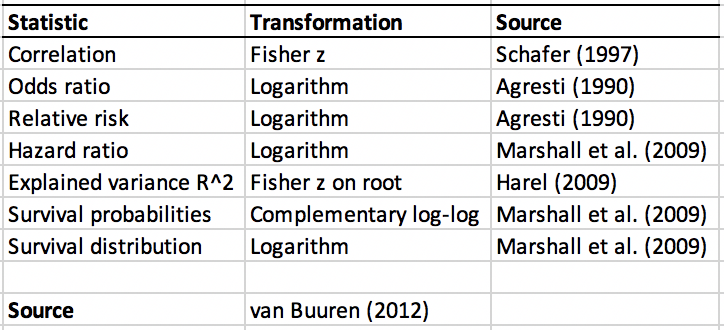 Statistic Transformation Source
Correlation Fisher z Schafer (1997)
Odds ratio Logarithm Agresti (1990)
Relative risk Logarithm Agresti (1990)
Hazard ratio Logarithm Marshall et al. (2009)
Explained variance R^2 Fisher z on root Harel (2009)
Survival probabilities Complementary log-log Marshall et al. (2009)
Survival distribution Logarithm Marshall et al. (2009)
Source van Buuren (2012)